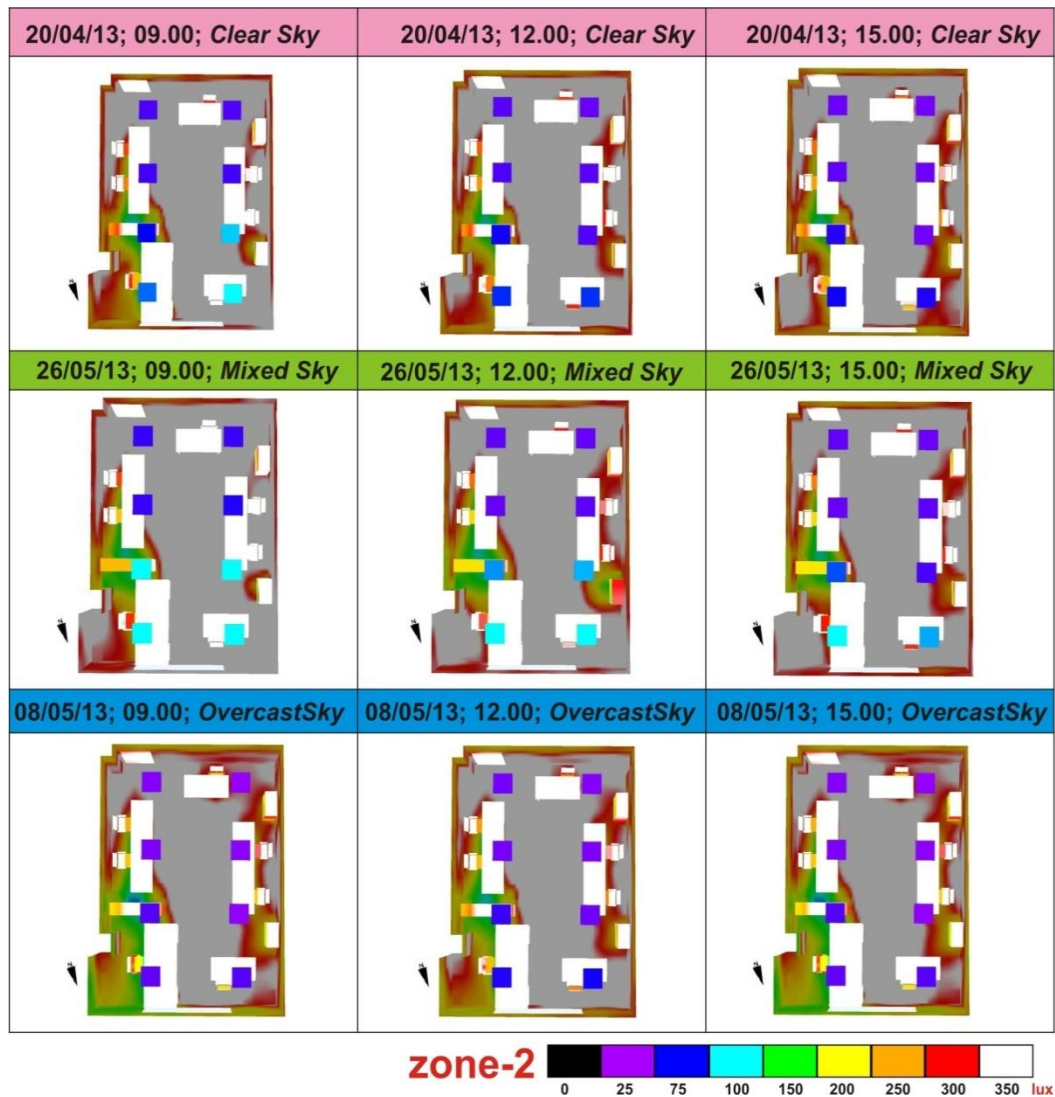 20/04/13; 09.00; Clear Sky
20/04/13; 12.00; Clear Sky
20/04/13; 15.00; Clear Sky
26/05/13; 09.00; Mixed Sky
26/05/13; 12.00; Mixed Sky
26/05/13; 15.00; Mixed Sky
08/05/13; 09.00; OvercastSky
08/05/13; 12.00; OvercastSky
08/05/13; 15.00; OvercastSky
zone-2
0 25 75 100 150 200 250 300 350 lux